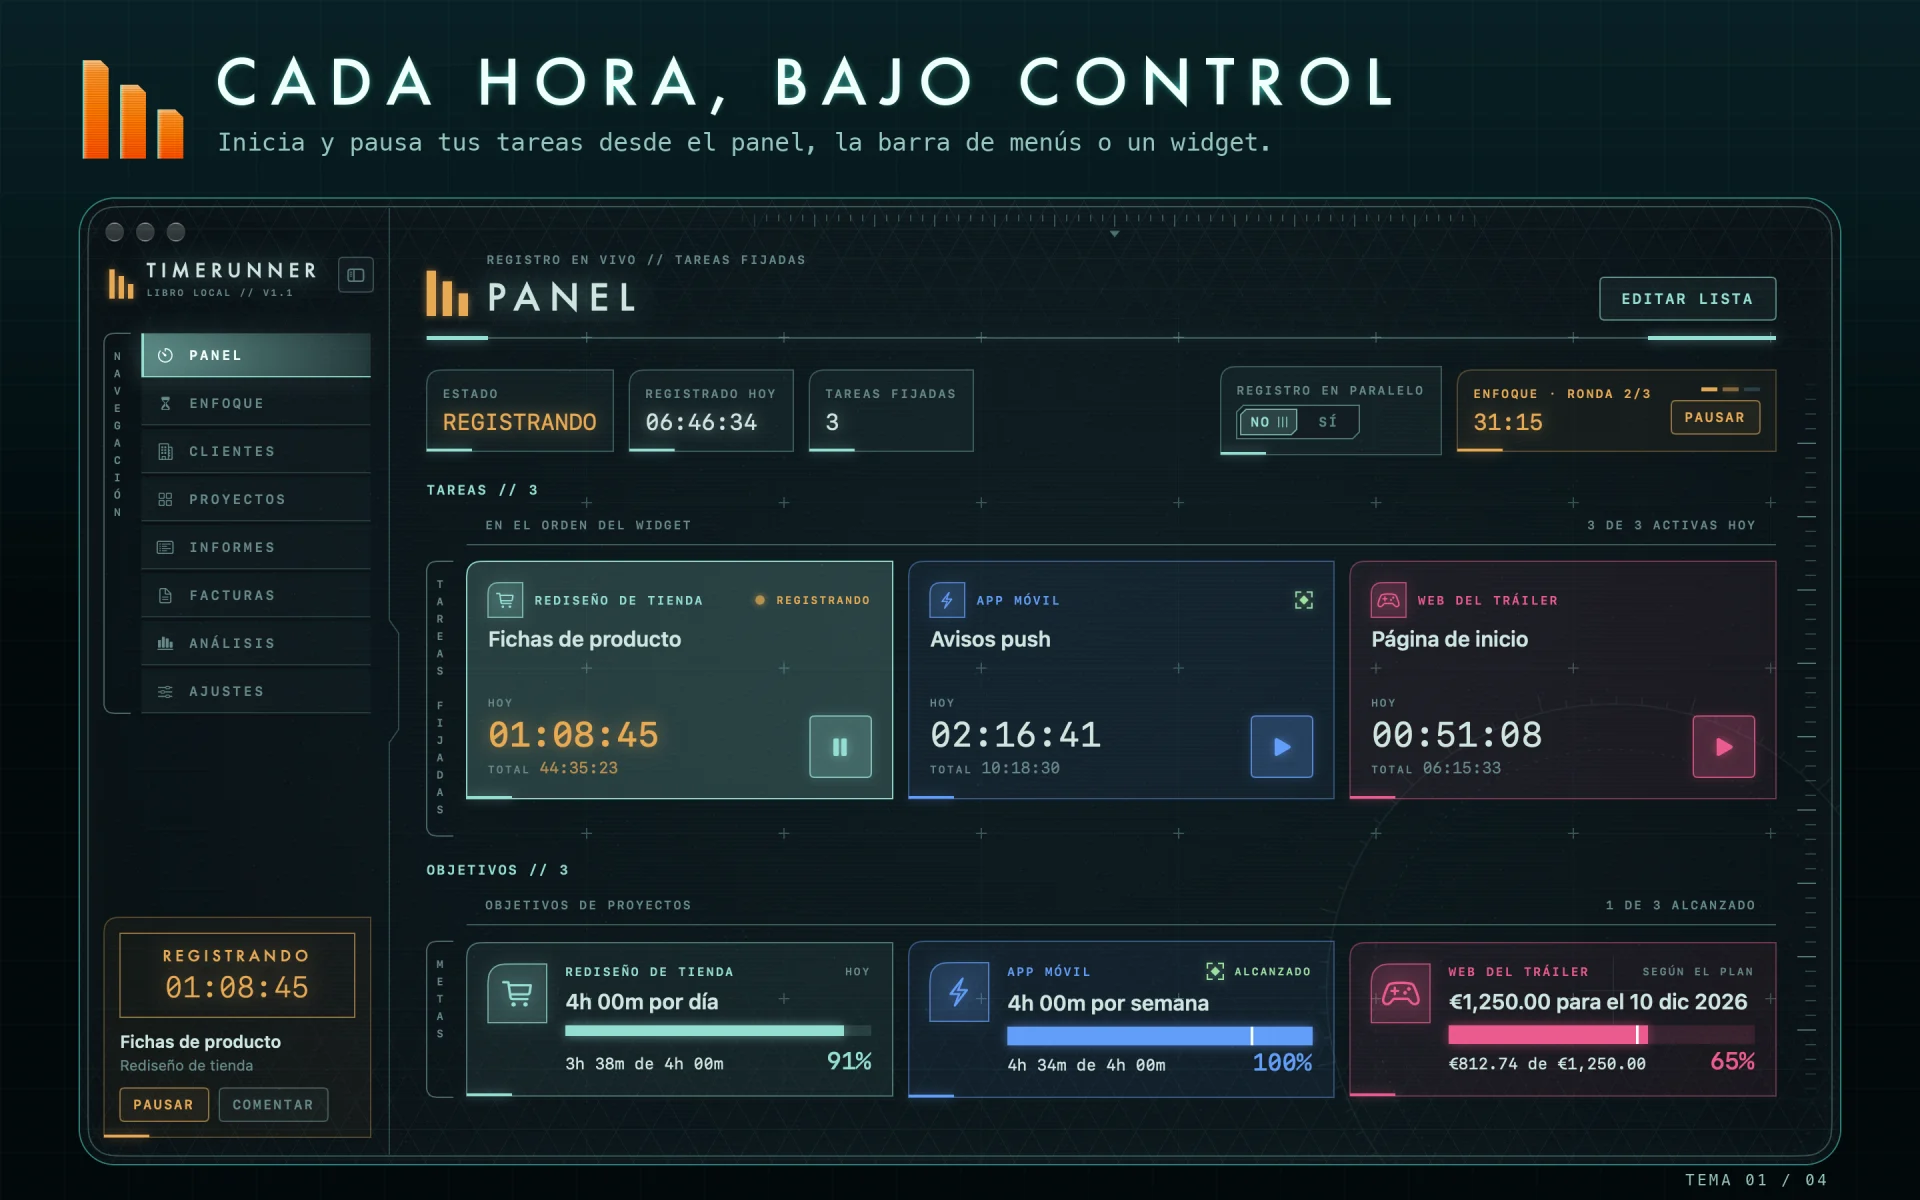 CADA HORA, BAJO CONTROL
Inicia y pausa tus tareas desde el panel, la barra de menús o un widget.
TIMERUNNER
LIBRO LOCAL // V1.1
NAVEGACIÓN
PANEL
ENFOQUE
CLIENTES
PROYECTOS
INFORMES
FACTURAS
ANÁLISIS
AJUSTES
REGISTRANDO
01:08:45
Fichas de producto
Rediseño de tienda
PAUSAR COMENTAR
REGISTRO EN VIVO // TAREAS FIJADAS
PANEL
EDITAR LISTA
ESTADO
REGISTRANDO
REGISTRADO HOY
06:46:34
TAREAS FIJADAS
3
REGISTRO EN PARALELO
NO SÍ
ENFOQUE · RONDA 2/3
31:15
PAUSAR
TAREAS // 3
EN EL ORDEN DEL WIDGET
3 DE 3 ACTIVAS HOY
TAREAS FIJADAS
REDISEÑO DE TIENDA
REGISTRANDO
Fichas de producto
HOY
01:08:45
TOTAL 44:35:23
APP MÓVIL
Avisos push
HOY
02:16:41
TOTAL 10:18:30
WEB DEL TRÁILER
Página de inicio
HOY
00:51:08
TOTAL 06:15:33
OBJETIVOS // 3
OBJETIVOS DE PROYECTOS
1 DE 3 ALCANZADO
METAS
REDISEÑO DE TIENDA
HOY
4h 00m por día
3h 38m de 4h 00m
91%
APP MÓVIL
ALCANZADO
4h 00m por semana
4h 34m de 4h 00m
100%
WEB DEL TRÁILER
SEGÚN EL PLAN
€1,250.00 para el 10 dic 2026
€812.74 de €1,250.00
65%
TEMA 01 / 04